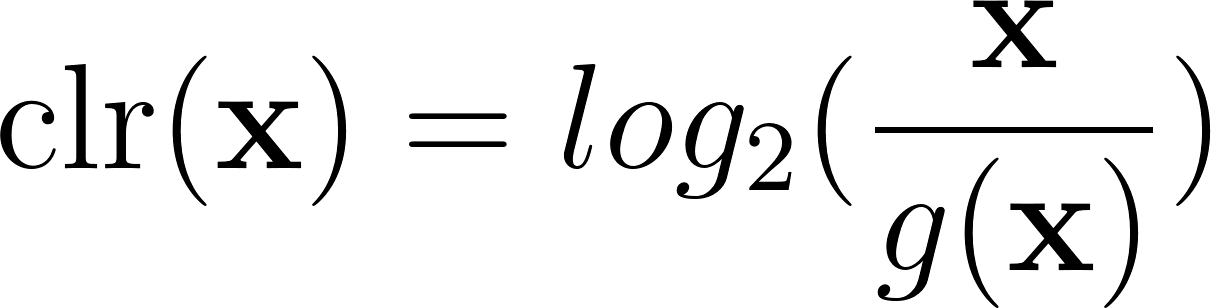 clr(𝐱) = log₂(𝐱 / g(𝐱))